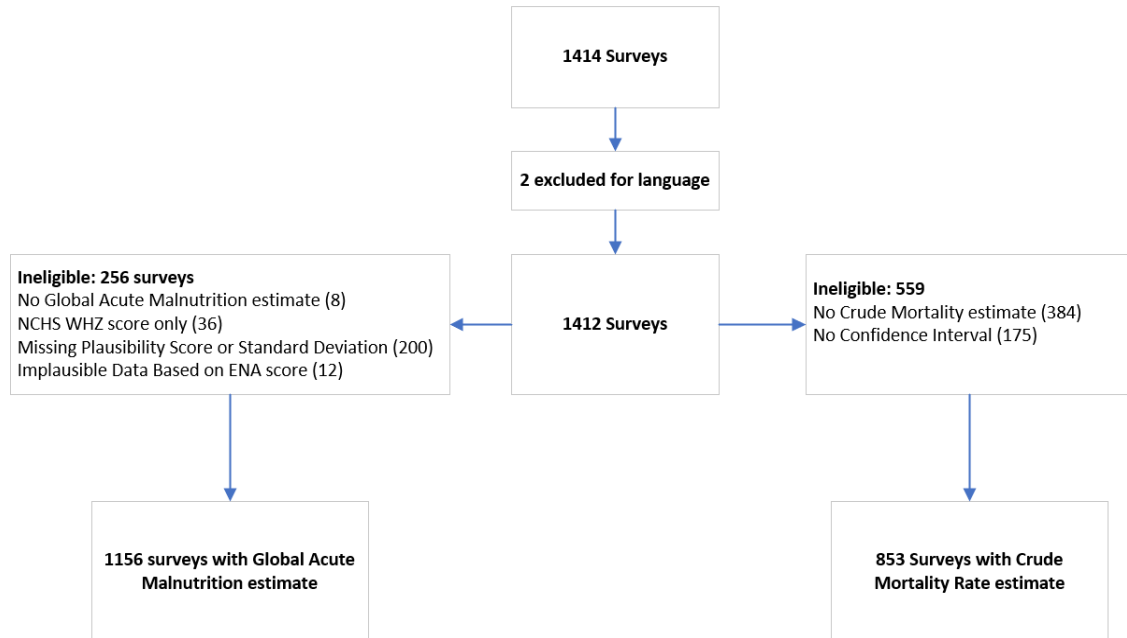 1414 Surveys
2 excluded for language
Ineligible: 256 surveys
No Global Acute Malnutrition estimate (8)
NCHS WHZ score only (36)
Missing Plausibility Score or Standard Deviation (200)
Implausible Data Based on ENA score (12)
1412 Surveys
Ineligible: 559
No Crude Mortality estimate (384)
No Confidence Interval (175)
1156 surveys with Global Acute
Malnutrition estimate
853 Surveys with Crude
Mortality Rate estimate